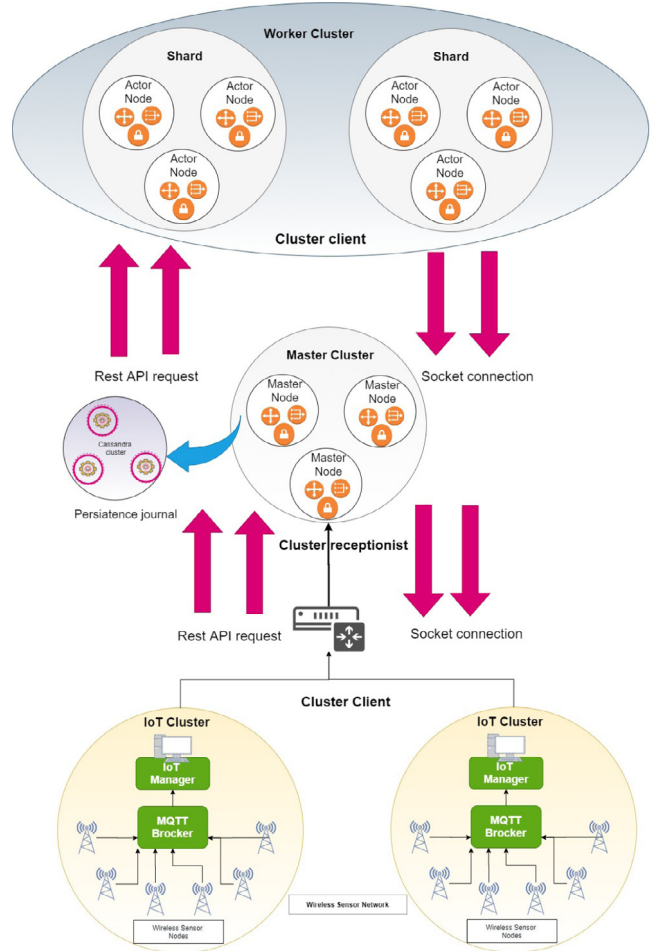 Worker Cluster
Shard
Shard
Actor
Node
Actor
Node
Actor
Node
Actor
Node
Actor
Node
Actor
Node
Cluster client
Rest API request
Master Cluster
Socket connection
Master
Node
Master
Node
Master
Node
Cassandra
cluster
Persiatence journal
Cluster receptionist
Rest API request
Socket connection
Cluster Client
IoT Cluster
IoT Cluster
IoT
Manager
IoT
Manager
MQTT
Brocker
MQTT
Brocker
Wireless Sensor Network
Wireless Sensor
Nodes
Wireless Sensor
Nodes